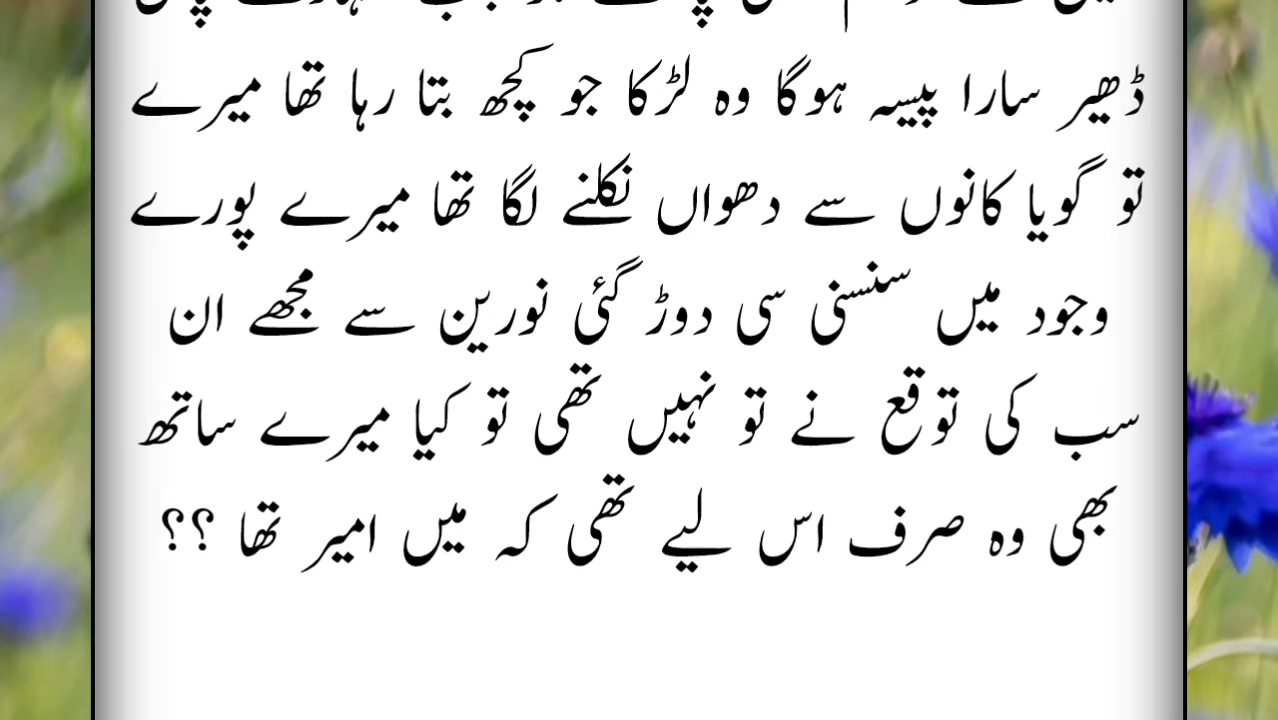 ڈھیر سارا پیسہ ہوگا وہ لڑکا جو کچھ بتا رہا تھا میرے
تو گویا کانوں سے دھواں نکلنے لگا تھا میرے پورے
وجود میں سنسنی سی دوڑ گئی نورین سے مجھے ان
سب کی توقع نے تو نہیں تھی تو کیا میرے ساتھ
بھی وہ صرف اس لیے تھی کہ میں امیر تھا ؟؟